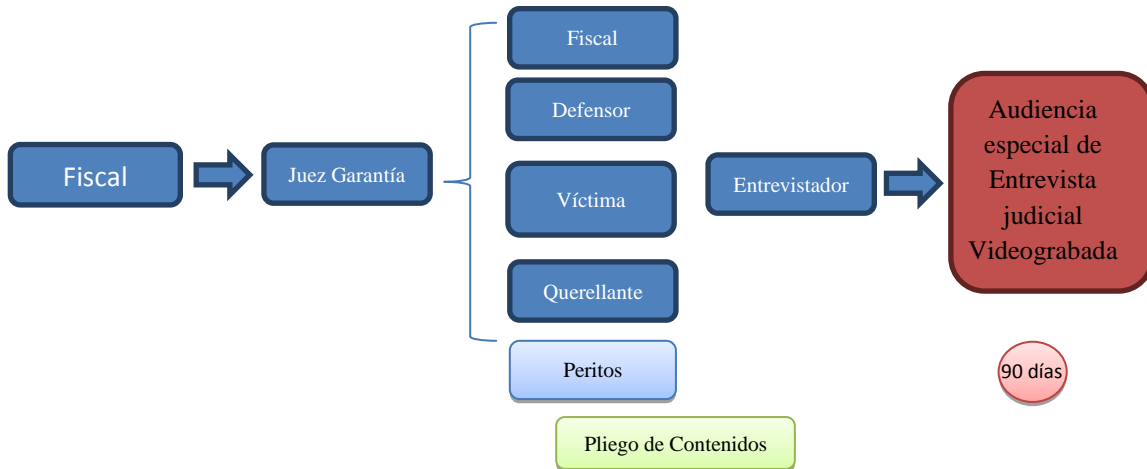 Fiscal
Juez Garantía
Fiscal
Defensor
Víctima
Querellante
Peritos
Entrevistador
Audiencia
especial de
Entrevista
judicial
Videograbada
90 días
Pliego de Contenidos